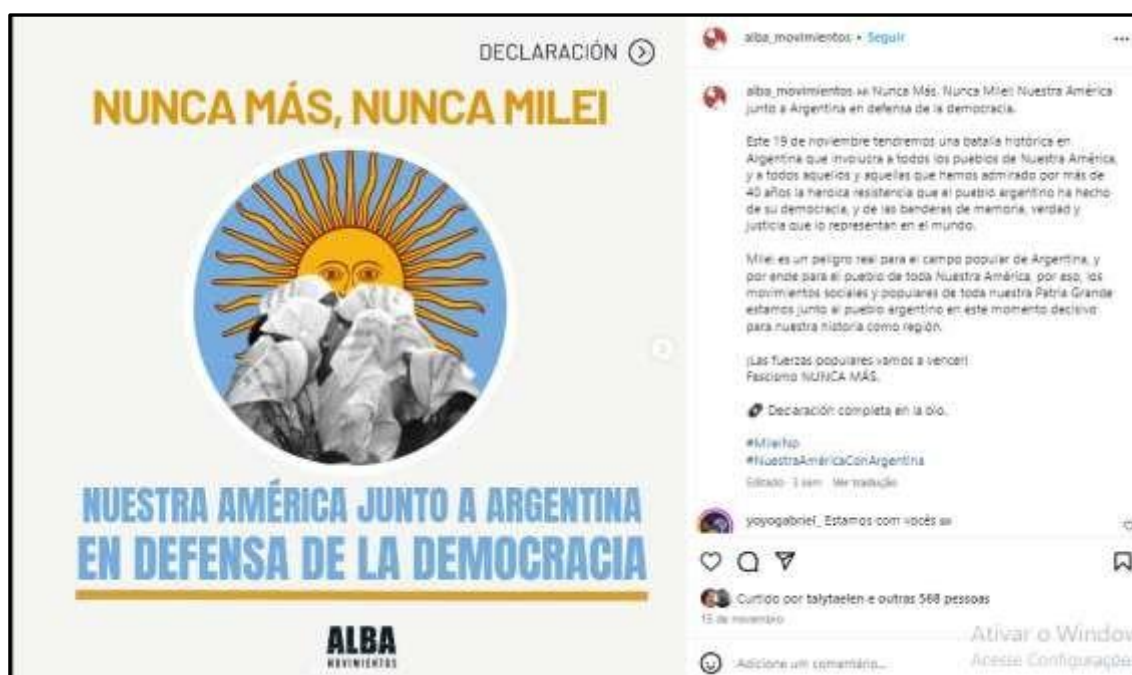 DECLARACIÓN
NUNCA MÁS, NUNCA MILEI
NUESTRA AMÉRICA JUNTO A ARGENTINA
EN DEFENSA DE LA DEMOCRACIA
ALBA
MOVIMIENTOS
alba_movimientos • Seguir
alba_movimientos Nunca Más, Nunca Milei: Nuestra América
junto a Argentina en defensa de la democracia.
Este 19 de noviembre tendremos una batalla histórica en
Argentina que involucra a todos los pueblos de Nuestra América,
y a todos aquellos y aquellas que hemos admirado por más de
40 años la heroica resistencia que el pueblo argentino ha hecho
de su democracia, y de las banderas de memoria, verdad y
justicia que lo representan en el mundo.
Milei es un peligro real para el campo popular de Argentina, y
por ende para el pueblo de toda Nuestra América, por eso, los
movimientos sociales y populares de toda nuestra Patria Grande
estamos junto al pueblo argentino en este momento decisivo
para nuestra historia como región.
¡Las fuerzas populares vamos a vencer!
Fascismo NUNCA MÁS.
Declaración completa en la bio.
#MileiNo
#NuestraAméricaConArgentina
Editado 3 sem Ver tradução
yoyogabriel_ Estamos com vocês
Curtido por talytaelen e outras 568 pessoas
15 de novembro
Adicione um comentário...
Ativar o Window
Acesse Configurações